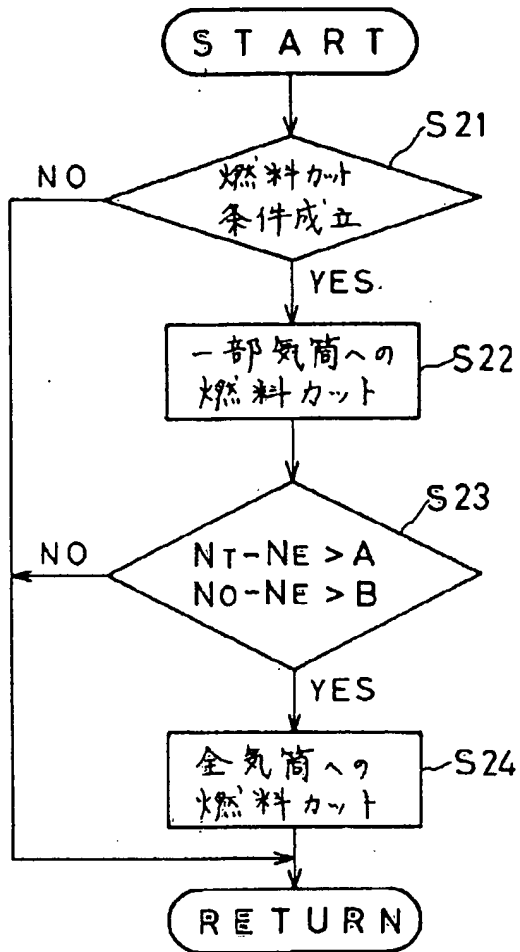 START
S21
NO
燃料カット
条件成立
YES
一部気筒への
燃料カット
S22
S23
NO
NT-NE > A
NO-NE > B
YES
全気筒への
燃料カット
S24
RETURN